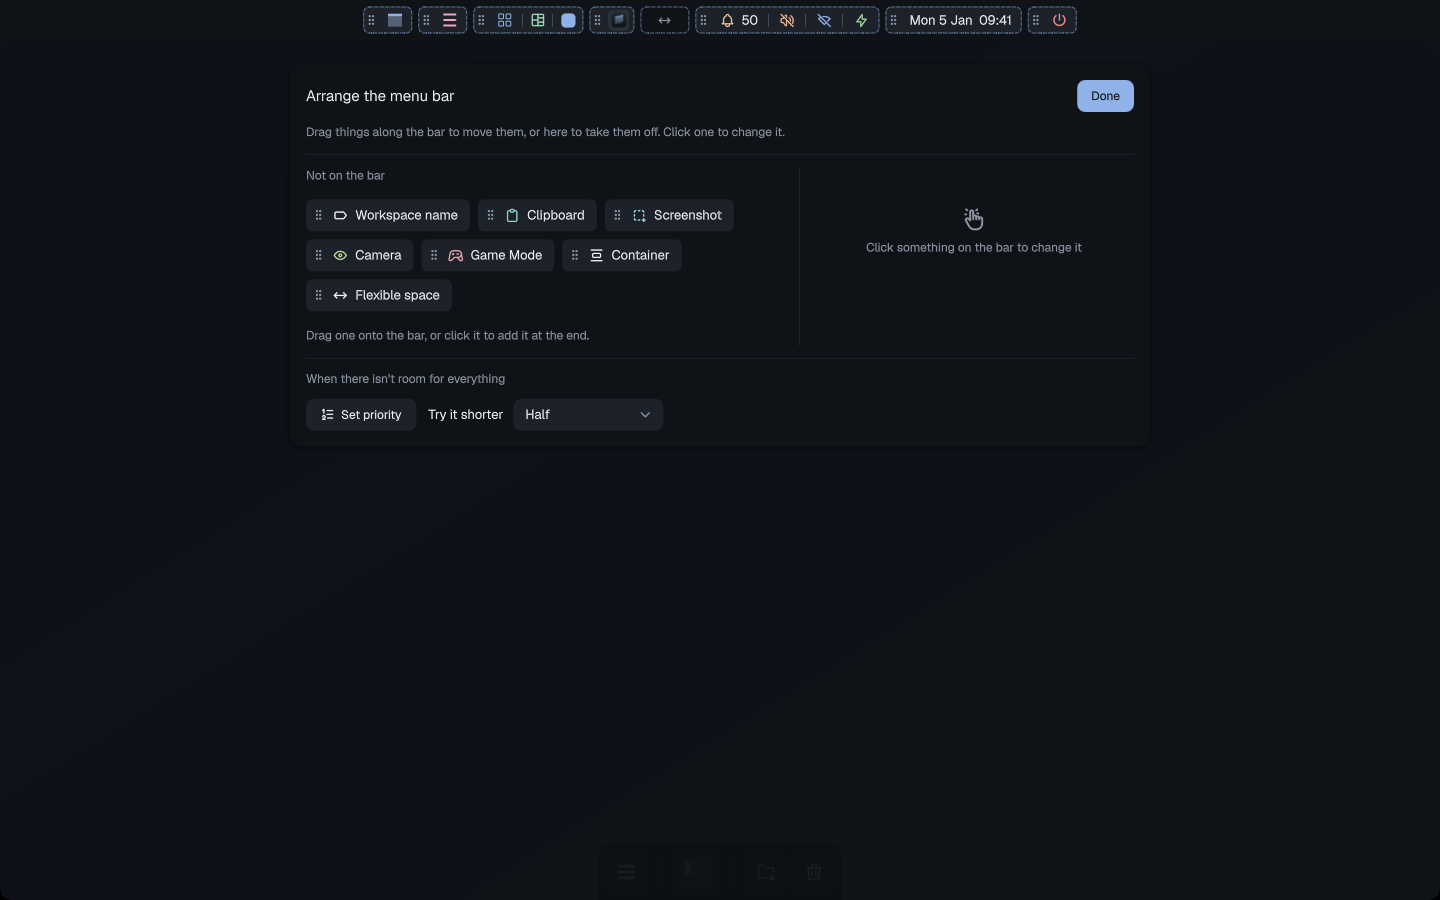 50
Mon 5 Jan 09:41
Arrange the menu bar
Done
Drag things along the bar to move them, or here to take them off. Click one to change it.
Not on the bar
Workspace name
Clipboard
Screenshot
Camera
Game Mode
Container
Flexible space
Drag one onto the bar, or click it to add it at the end.
Click something on the bar to change it
When there isn't room for everything
Set priority
Try it shorter
Half